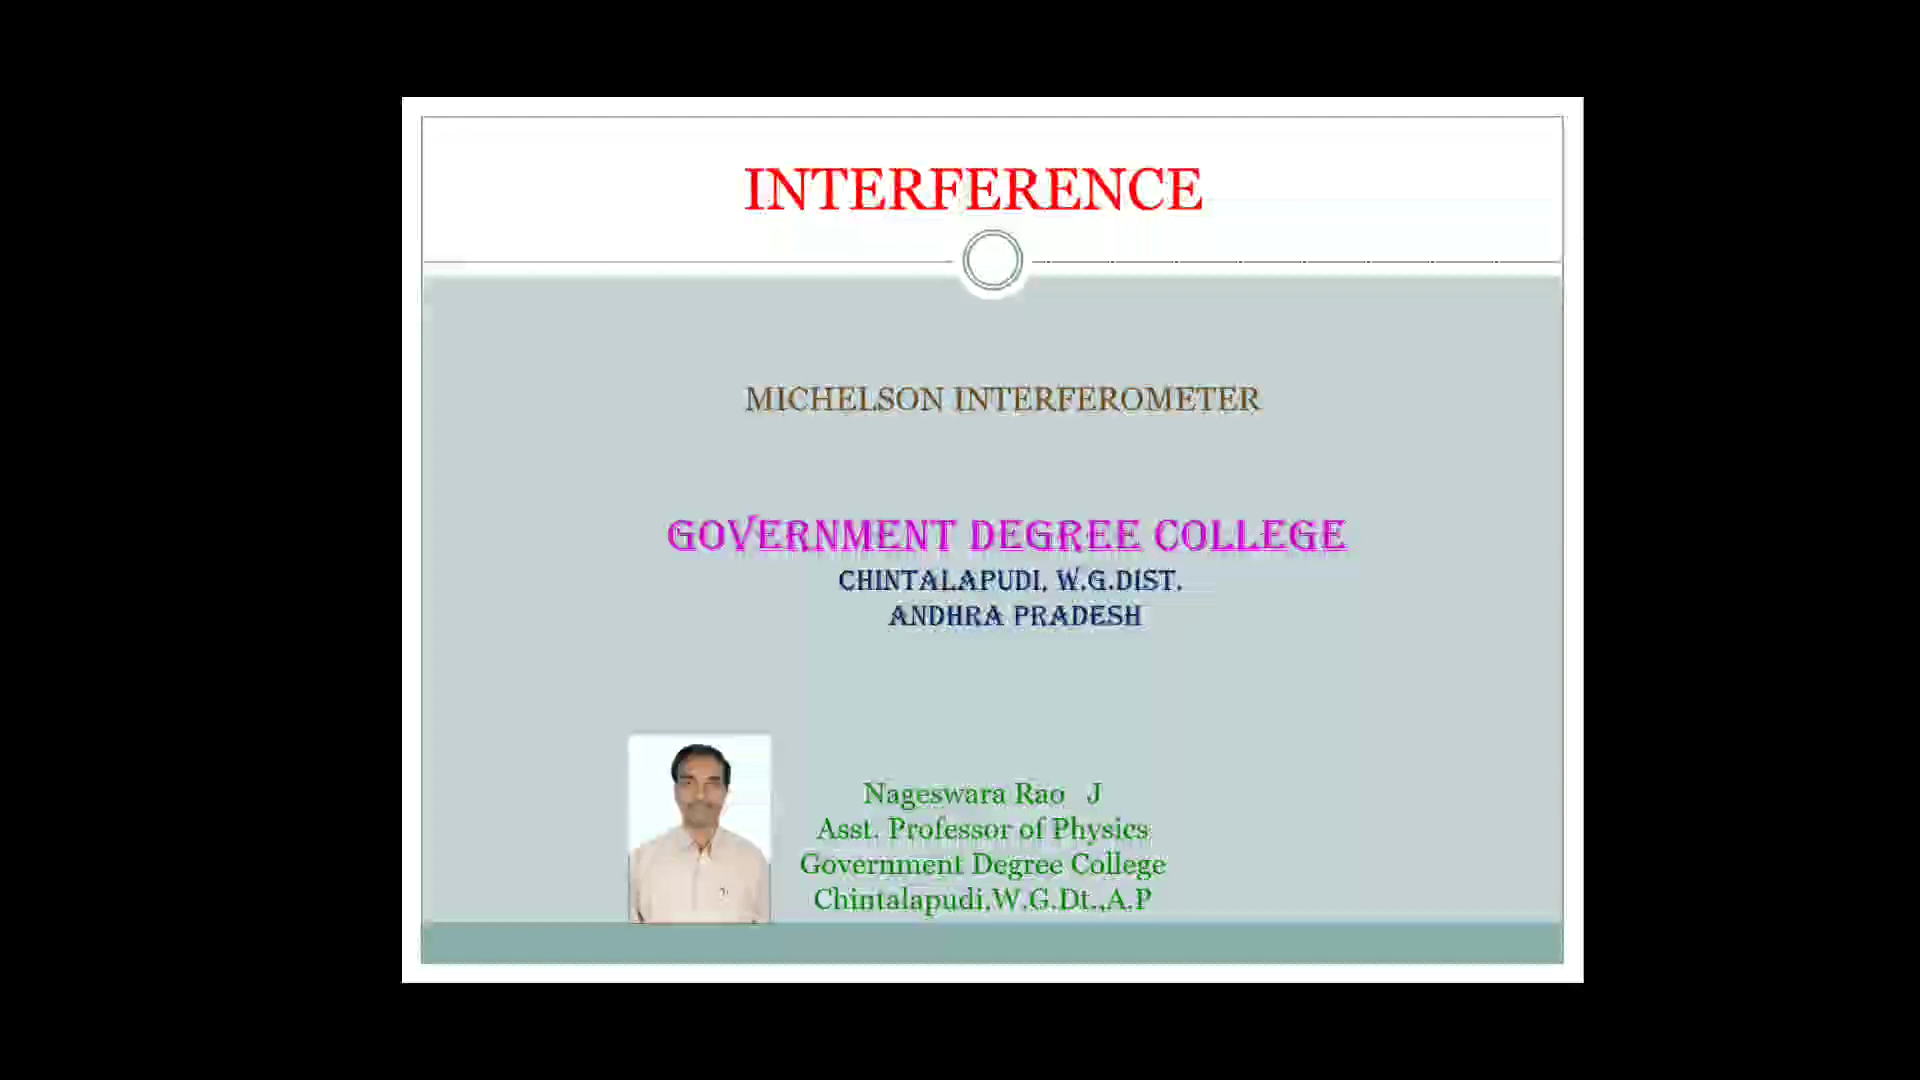 INTERFERENCE
MICHELSON INTERFEROMETER
GOVERNMENT DEGREE COLLEGE
CHINTALAPUDI, W.G.DIST.
ANDHRA PRADESH
Nageswara Rao J
Asst. Professor of Physics
Government Degree College
Chintalapudi,W.G.Dt.,A.P